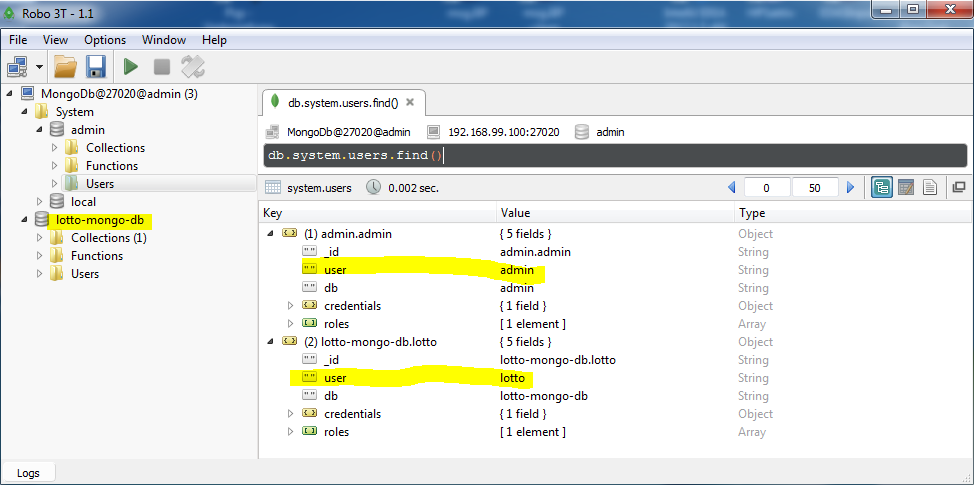 Robo 3T - 1.1
File View Options Window Help
MongoDb@27020@admin (3)
System
admin
Collections
Functions
Users
local
lotto-mongo-db
Collections (1)
Functions
Users
db.system.users.find()
MongoDb@27020@admin 192.168.99.100:27020 admin
db.system.users.find()
system.users 0.002 sec. 0 50
Key Value Type
(1) admin.admin { 5 fields } Object
_id admin.admin String
user admin String
db admin String
credentials { 1 field } Object
roles [ 1 element ] Array
(2) lotto-mongo-db.lotto { 5 fields } Object
_id lotto-mongo-db.lotto String
user lotto String
db lotto-mongo-db String
credentials { 1 field } Object
roles [ 1 element ] Array
Logs